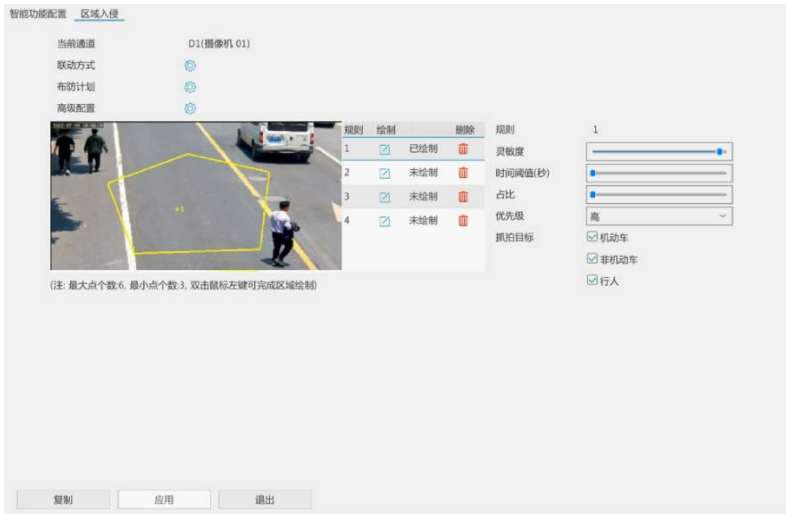 智能功能配置 区域入侵
当前通道 D1(摄像机 01)
联动方式
布防计划
高级配置
规则 绘制 删除
1 已绘制
2 未绘制
3 未绘制
4 未绘制
#1
规则 1
灵敏度
时间阈值(秒)
占比
优先级 高
抓拍目标 机动车
非机动车
行人
(注: 最大点个数:6, 最小点个数:3, 双击鼠标左键可完成区域绘制)
复制 应用 退出